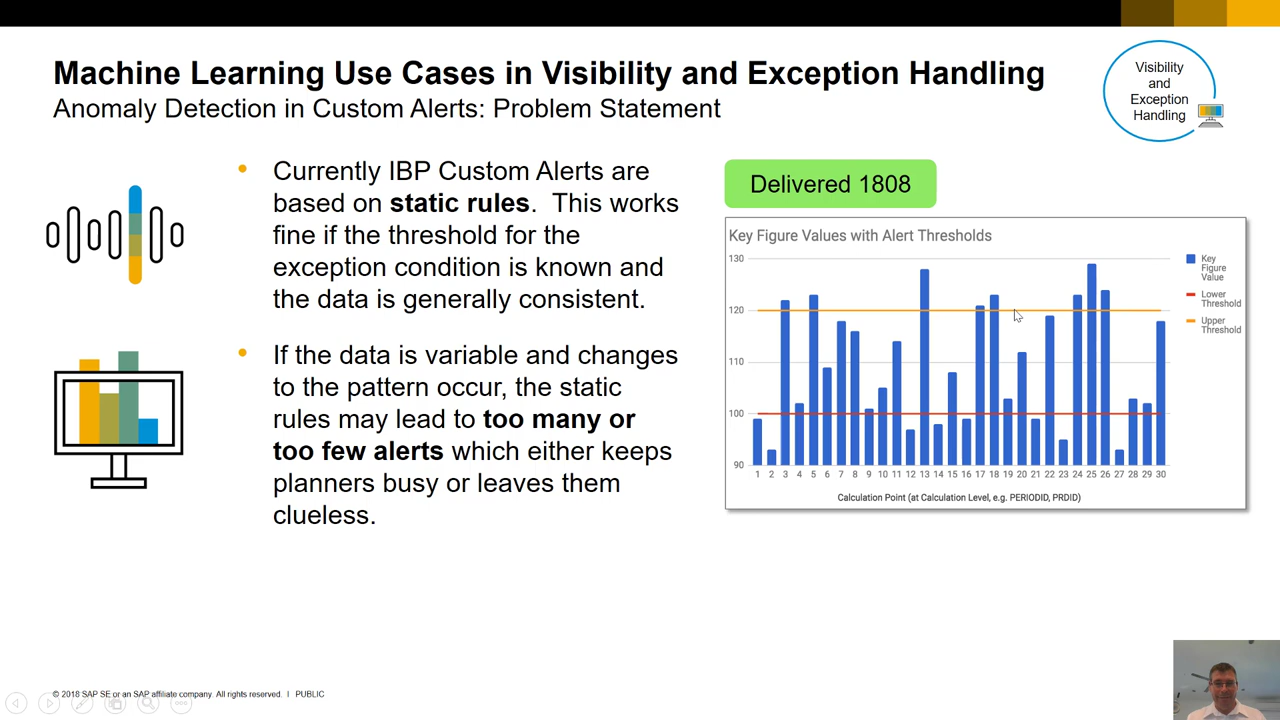 Machine Learning Use Cases in Visibility and Exception Handling
Anomaly Detection in Custom Alerts: Problem Statement
Visibility
and
Exception
Handling
Currently IBP Custom Alerts are
based on static rules. This works
fine if the threshold for the
exception condition is known and
the data is generally consistent.
If the data is variable and changes
to the pattern occur, the static
rules may lead to too many or
too few alerts which either keeps
planners busy or leaves them
clueless.
Delivered 1808
Key Figure Values with Alert Thresholds
130
120
110
100
90
1 2 3 4 5 6 7 8 9 10 11 12 13 14 15 16 17 18 19 20 21 22 23 24 25 26 27 28 29 30
Calculation Point (at Calculation Level, e.g. PERIODID, PRDID)
Key
Figure
Value
Lower
Threshold
Upper
Threshold
© 2018 SAP SE or an SAP affiliate company. All rights reserved. I PUBLIC